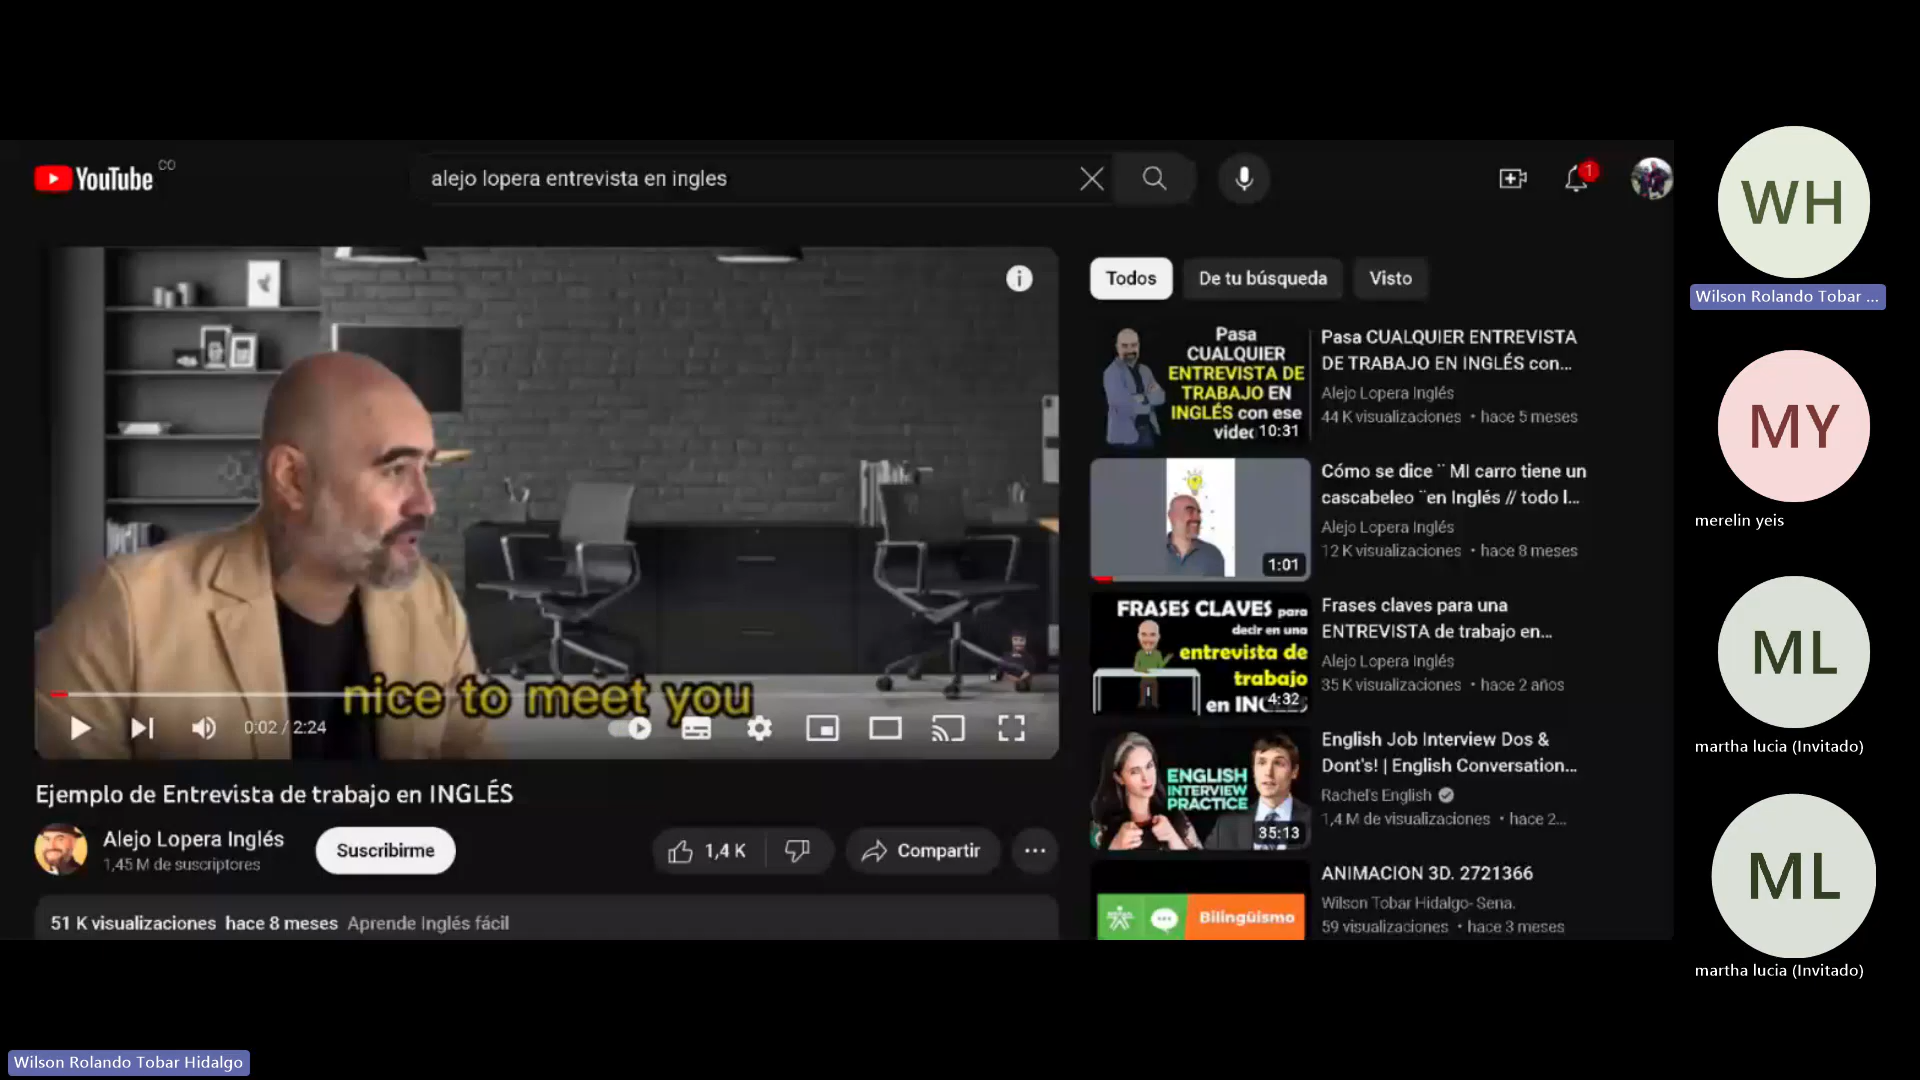 YouTube CO
alejo lopera entrevista en ingles
1
nice to meet you
0:02 / 2:24
Ejemplo de Entrevista de trabajo en INGLÉS
Alejo Lopera Inglés
1,45 M de suscriptores
Suscribirme
1,4 K
Compartir
51 K visualizaciones hace 8 meses Aprende Inglés fácil
Todos
De tu búsqueda
Visto
Pasa
CUALQUIER
ENTREVISTA DE
TRABAJO EN
INGLÉS con ese
video
10:31
Pasa CUALQUIER ENTREVISTA
DE TRABAJO EN INGLÉS con...
Alejo Lopera Inglés
44 K visualizaciones • hace 5 meses
1:01
Cómo se dice ¨ MI carro tiene un
cascabeleo ¨en Inglés // todo l...
Alejo Lopera Inglés
12 K visualizaciones • hace 8 meses
FRASES CLAVES para
decir en una
entrevista de
trabajo
4:32
Frases claves para una
ENTREVISTA de trabajo en...
Alejo Lopera Inglés
35 K visualizaciones • hace 2 años
ENGLISH
INTERVIEW
PRACTICE
35:13
English Job Interview Dos &
Dont's! | English Conversation...
Rachel's English
1,4 M de visualizaciones • hace 2...
Bilingüismo
ANIMACION 3D. 2721366
Wilson Tobar Hidalgo- Sena.
59 visualizaciones • hace 3 meses
WH
Wilson Rolando Tobar ...
MY
merelin yeis
ML
martha lucia (Invitado)
ML
martha lucia (Invitado)
Wilson Rolando Tobar Hidalgo